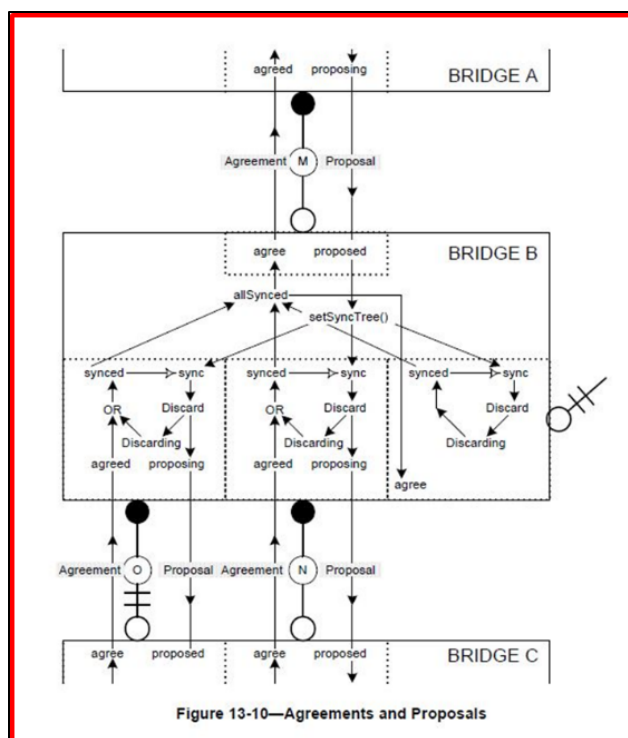 agreed proposing BRIDGE A
Agreement M Proposal
agree proposed BRIDGE B
allSynced
setSyncTree()
synced sync synced sync synced sync
OR Discard OR Discard Discard
Discarding Discarding Discarding
agreed proposing agreed proposing
agree
Agreement O Proposal Agreement N Proposal
agree proposed agree proposed BRIDGE C
Figure 13-10—Agreements and Proposals